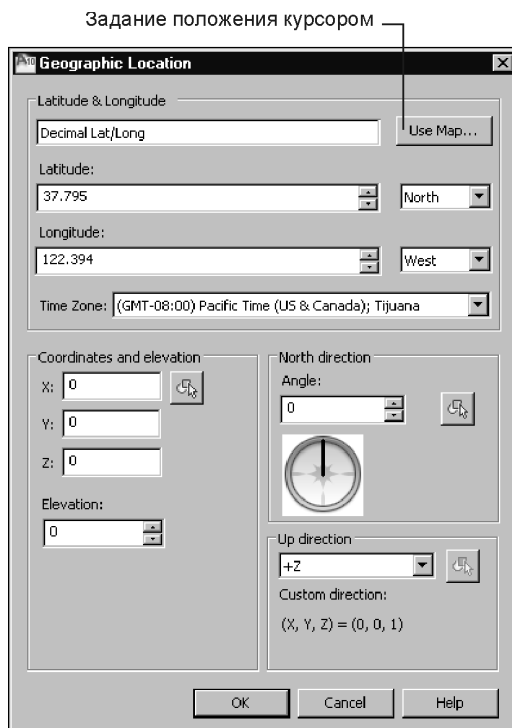 Задание положения курсором
Geographic Location
Latitude & Longitude
Decimal Lat/Long
Use Map...
Latitude:
37.795
North
Longitude:
122.394
West
Time Zone: (GMT-08:00) Pacific Time (US & Canada); Tijuana
Coordinates and elevation
X: 0
Y: 0
Z: 0
Elevation:
0
North direction
Angle:
0
Up direction
+Z
Custom direction:
(X, Y, Z) = (0, 0, 1)
OK
Cancel
Help